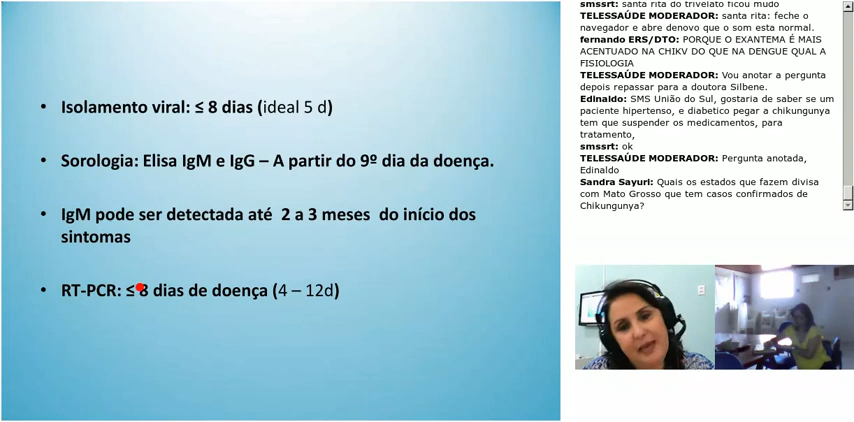 • Isolamento viral: ≤ 8 dias (ideal 5 d)
• Sorologia: Elisa IgM e IgG – A partir do 9º dia da doença.
• IgM pode ser detectada até 2 a 3 meses do início dos
sintomas
• RT-PCR: ≤ 8 dias de doença (4 – 12d)
smssrt: santa rita do trivelato ficou mudo
TELESSAÚDE MODERADOR: santa rita: feche o
navegador e abre denovo que o som esta normal.
fernando ERS/DTO: PORQUE O EXANTEMA É MAIS
ACENTUADO NA CHIKV DO QUE NA DENGUE QUAL A
FISIOLOGIA
TELESSAÚDE MODERADOR: Vou anotar a pergunta
depois repassar para a doutora Silbene.
Edinaldo: SMS União do Sul, gostaria de saber se um
paciente hipertenso, e diabetico pegar a chikungunya
tem que suspender os medicamentos, para
tratamento,
smssrt: ok
TELESSAÚDE MODERADOR: Pergunta anotada,
Edinaldo
Sandra Sayuri: Quais os estados que fazem divisa
com Mato Grosso que tem casos confirmados de
Chikungunya?